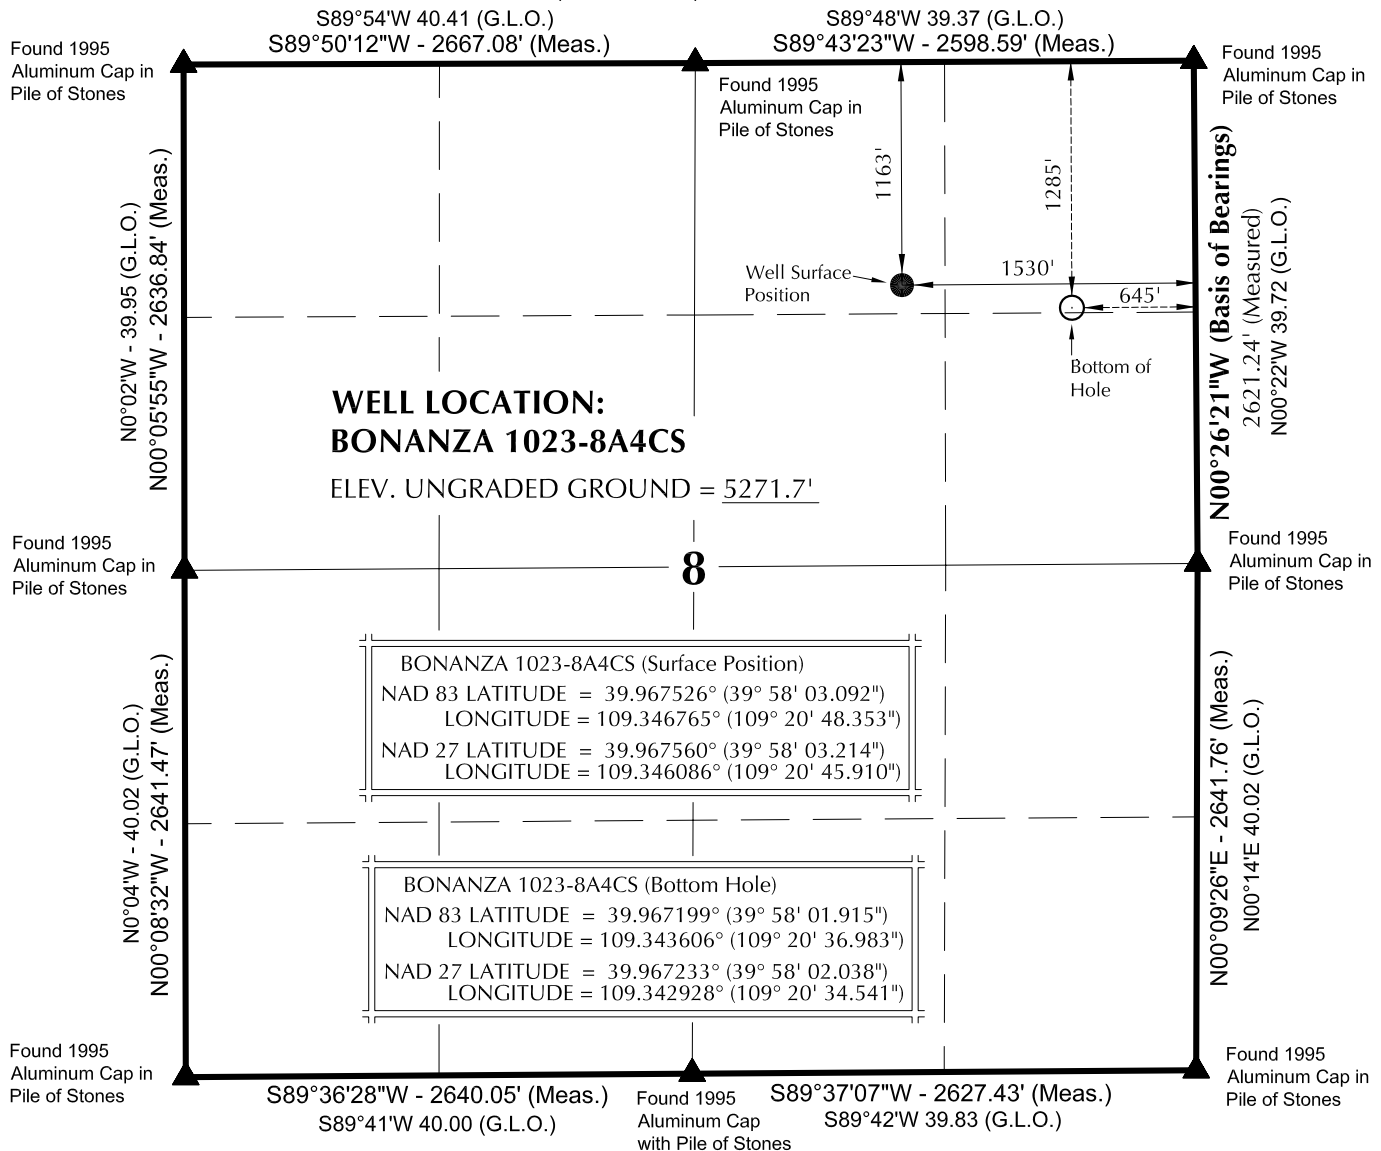 S89°54'W 40.41 (G.L.O.)
S89°50'12"W - 2667.08' (Meas.)
S89°48'W 39.37 (G.L.O.)
S89°43'23"W - 2598.59' (Meas.)
Found 1995
Aluminum Cap in
Pile of Stones
Found 1995
Aluminum Cap in
Pile of Stones
Found 1995
Aluminum Cap in
Pile of Stones
N0°02'W - 39.95 (G.L.O.)
N00°05'55"W - 2636.84' (Meas.)
1163'
1285'
Well Surface
Position
1530'
645'
Bottom of
Hole
N00°26'21"W (Basis of Bearings)
2621.24' (Measured)
N00°22'W 39.72 (G.L.O.)
WELL LOCATION:
BONANZA 1023-8A4CS
ELEV. UNGRADED GROUND = 5271.7'
Found 1995
Aluminum Cap in
Pile of Stones
8
Found 1995
Aluminum Cap in
Pile of Stones
BONANZA 1023-8A4CS (Surface Position)
NAD 83 LATITUDE = 39.967526° (39° 58' 03.092")
LONGITUDE = 109.346765° (109° 20' 48.353")
NAD 27 LATITUDE = 39.967560° (39° 58' 03.214")
LONGITUDE = 109.346086° (109° 20' 45.910")
N0°04'W - 40.02 (G.L.O.)
N00°08'32"W - 2641.47' (Meas.)
N00°09'26"E - 2641.76' (Meas.)
N00°14'E 40.02 (G.L.O.)
BONANZA 1023-8A4CS (Bottom Hole)
NAD 83 LATITUDE = 39.967199° (39° 58' 01.915")
LONGITUDE = 109.343606° (109° 20' 36.983")
NAD 27 LATITUDE = 39.967233° (39° 58' 02.038")
LONGITUDE = 109.342928° (109° 20' 34.541")
Found 1995
Aluminum Cap in
Pile of Stones
S89°36'28"W - 2640.05' (Meas.)
S89°41'W 40.00 (G.L.O.)
Found 1995
Aluminum Cap
with Pile of Stones
S89°37'07"W - 2627.43' (Meas.)
S89°42'W 39.83 (G.L.O.)
Found 1995
Aluminum Cap in
Pile of Stones